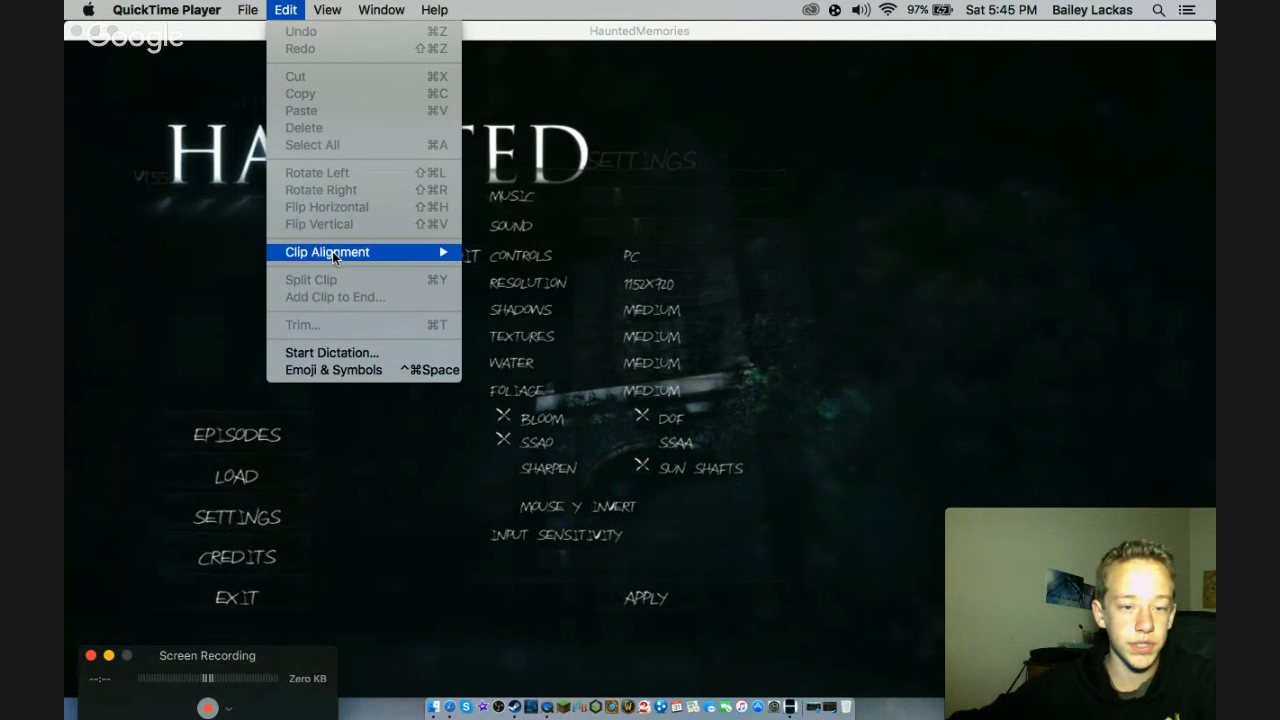 QuickTime Player File Edit View Window Help 97% Sat 5:45 PM Bailey Lackas
Google
HauntedMemories
Undo ⌘Z
Redo ⇧⌘Z
Cut ⌘X
Copy ⌘C
Paste ⌘V
Delete
Select All ⌘A
Rotate Left ⇧⌘L
Rotate Right ⇧⌘R
Flip Horizontal ⇧⌘H
Flip Vertical ⇧⌘V
Clip Alignment
Split Clip ⌘Y
Add Clip to End...
Trim... ⌘T
Start Dictation...
Emoji & Symbols ^⌘Space
SETTINGS
MUSIC
SOUND
CONTROLS PC
RESOLUTION 1152X720
SHADOWS MEDIUM
TEXTURES MEDIUM
WATER MEDIUM
FOLIAGE MEDIUM
BLOOM DOF
SSAO SSAA
SHARPEN SUN SHAFTS
MOUSE Y INVERT
INPUT SENSITIVITY
APPLY
EPISODES
LOAD
SETTINGS
CREDITS
EXIT
Screen Recording
--:-- Zero KB